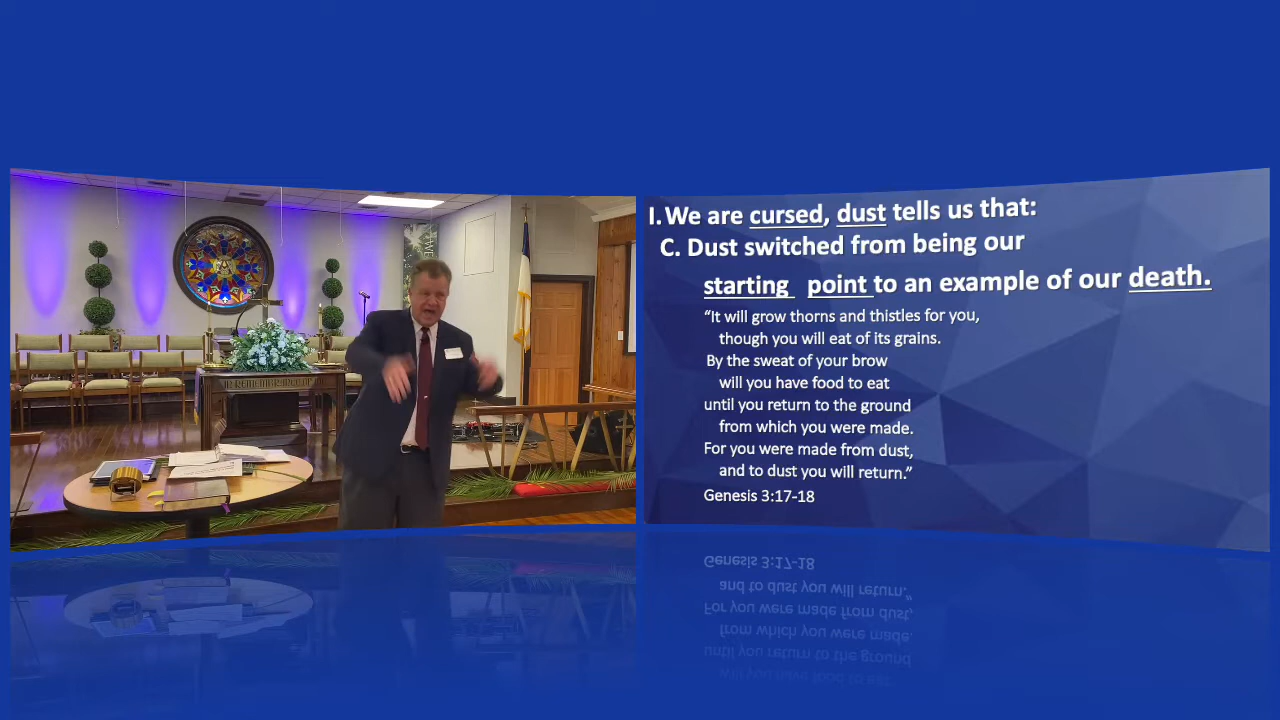 IN REMEMBRANCE OF
I. We are cursed, dust tells us that:
C. Dust switched from being our
starting point to an example of our death.
“It will grow thorns and thistles for you,
though you will eat of its grains.
By the sweat of your brow
will you have food to eat
until you return to the ground
from which you were made.
For you were made from dust,
and to dust you will return.”
Genesis 3:17-18